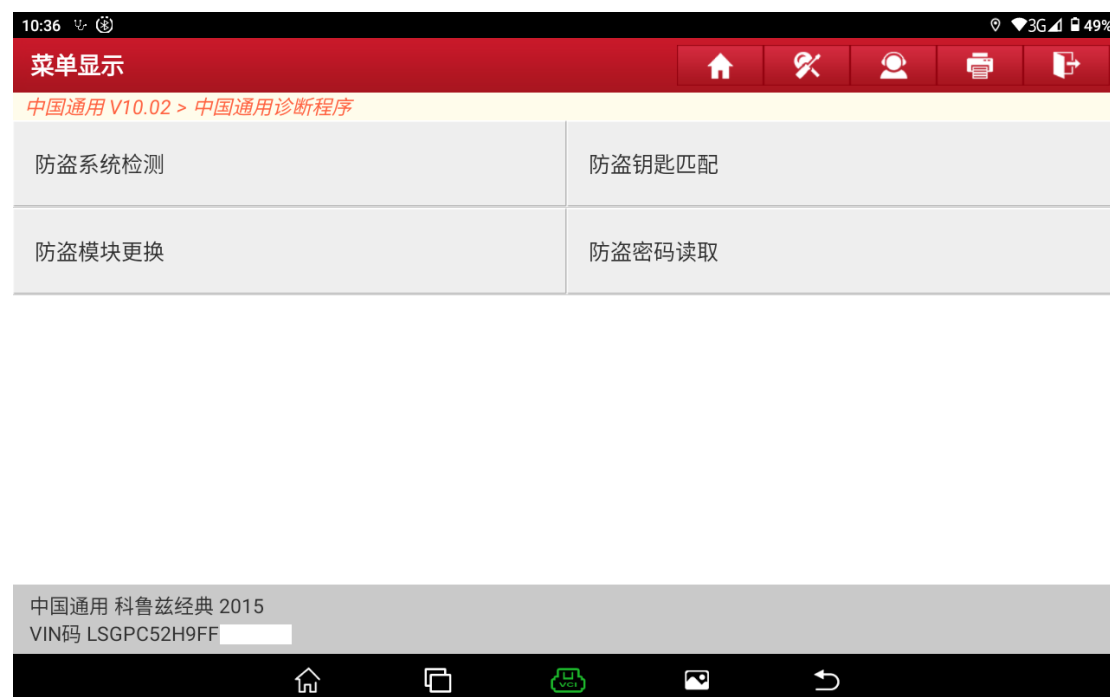 10:36 3G 49%
菜单显示
中国通用 V10.02 > 中国通用诊断程序
防盗系统检测 防盗钥匙匹配
防盗模块更换 防盗密码读取
中国通用 科鲁兹经典 2015
VIN码 LSGPC52H9FF
VCI